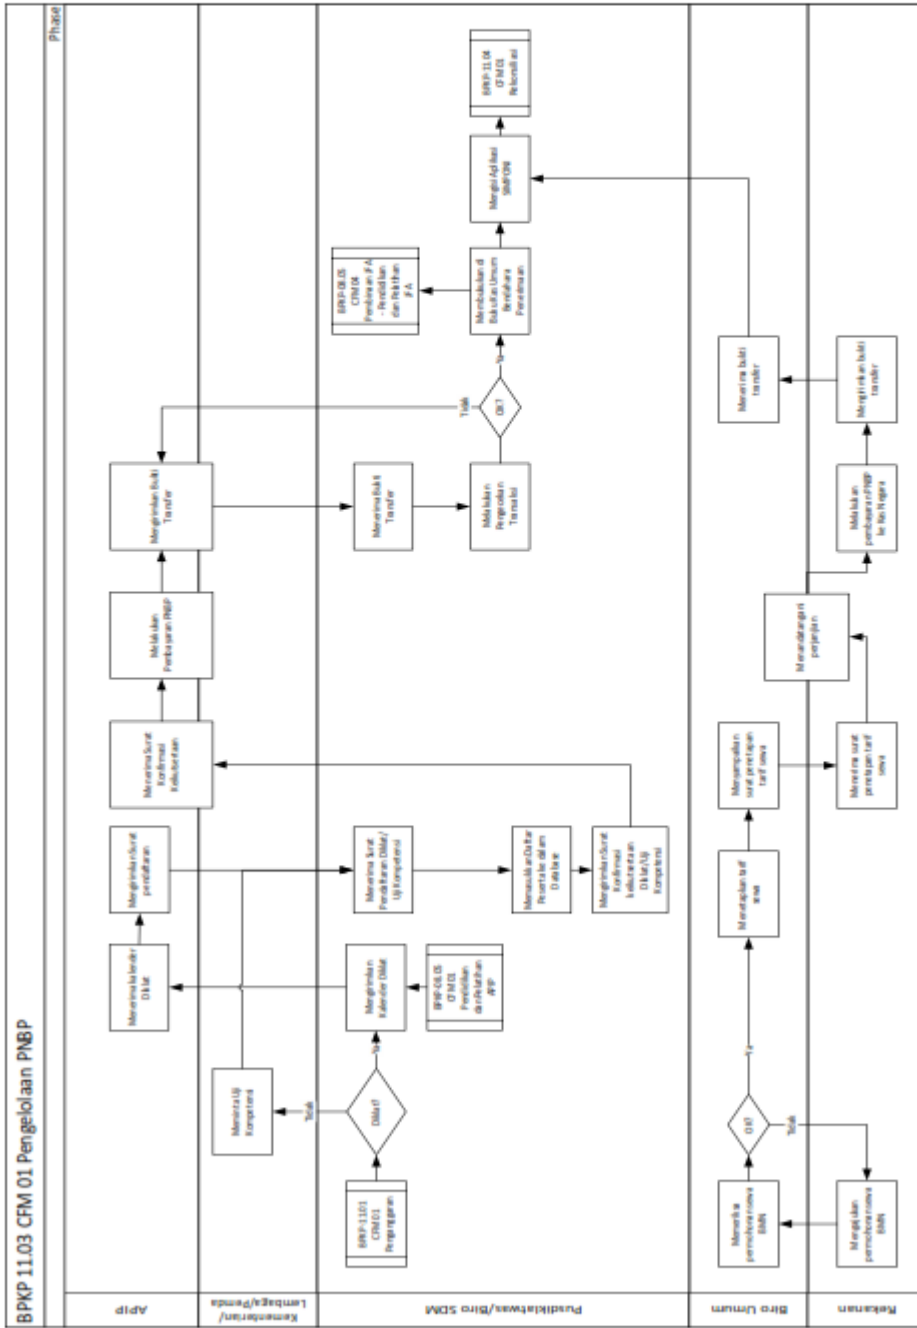 BPKP 11.03 CFM 01 Pengelolaan PNBP
Phase
APIP
Menerima kalender
Diklat
Mengirimkan Surat
pendaftaran
Menerima Surat
Konfirmasi
Keikutsertaan
Melakukan
Pembayaran PNBP
Mengirimkan Bukti
Transfer
Kementerian/
Lembaga/Pemda
Meminta Uji
Kompetensi
Pusdiklatwas/Biro SDM
BPKP-11.01
CFM 01
Penganggaran
Diklat?
Tidak
Ya
Mengirimkan
Kalender Diklat
BPKP-08.05
CFM 01
Pendidikan
dan Pelatihan
APIP
Menerima Surat
Pendaftaran Diklat/
Uji Kompetensi
Memasukkan Daftar
Peserta ke dalam
Database
Mengirimkan Surat
Konfirmasi
keikutsertaan
Diklat/Uji
Kompetensi
Menerima Bukti
Transfer
Melakukan
Pengecekan
Transaksi
OK?
Tidak
Ya
BPKP-08.05
CFM 04
Pembinaan JFA
- Pendidikan
dan Pelatihan
JFA
Membukukan di
Buku Kas Umum
Bendahara
Penerimaan
Mengisi Aplikasi
SIMPONI
BPKP-11.04
CFM 01
Rekonsiliasi
Biro Umum
Memeriksa
permohonan sewa
BMN
OK?
Ya
Tidak
Menetapkan tarif
sewa
Menyampaikan
surat penetapan
tarif sewa
Menandatangani
perjanjian
Menerima bukti
transfer
Rekanan
Mengajukan
permohonan sewa
BMN
Menerima surat
penetapan tarif
sewa
Melakukan
pembayaran PNBP
ke Kas Negara
Mengirimkan bukti
transfer